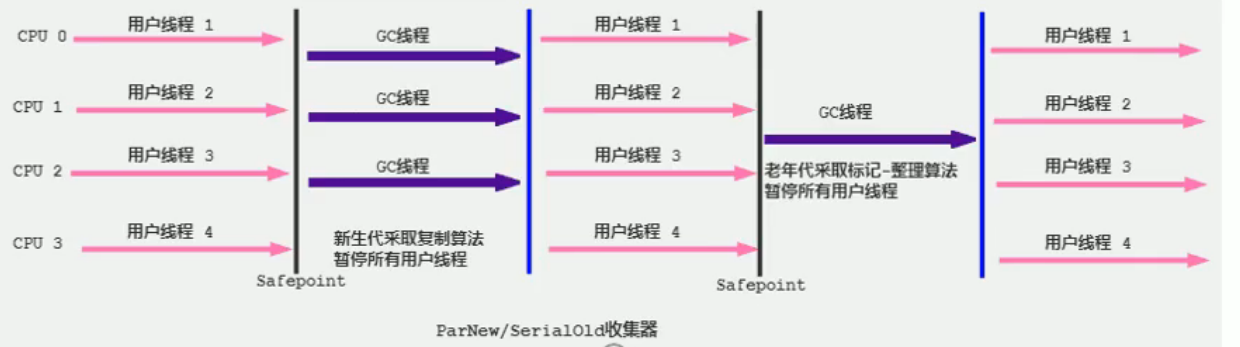 CPU 0
用户线程 1
GC线程
用户线程 1
用户线程 1
CPU 1
用户线程 2
GC线程
用户线程 2
GC线程
用户线程 2
CPU 2
用户线程 3
GC线程
用户线程 3
老年代采取标记-整理算法
暂停所有用户线程
用户线程 3
CPU 3
用户线程 4
新生代采取复制算法
暂停所有用户线程
用户线程 4
用户线程 4
Safepoint
Safepoint
ParNew/SerialOld收集器